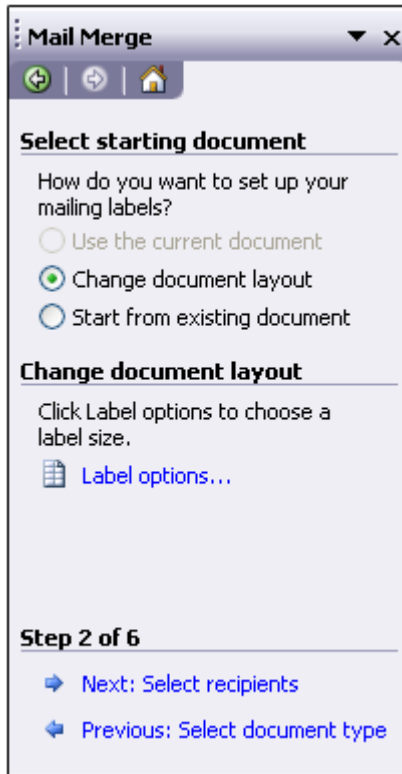 Mail Merge
Select starting document
How do you want to set up your
mailing labels?
Use the current document
Change document layout
Start from existing document
Change document layout
Click Label options to choose a
label size.
Label options...
Step 2 of 6
Next: Select recipients
Previous: Select document type